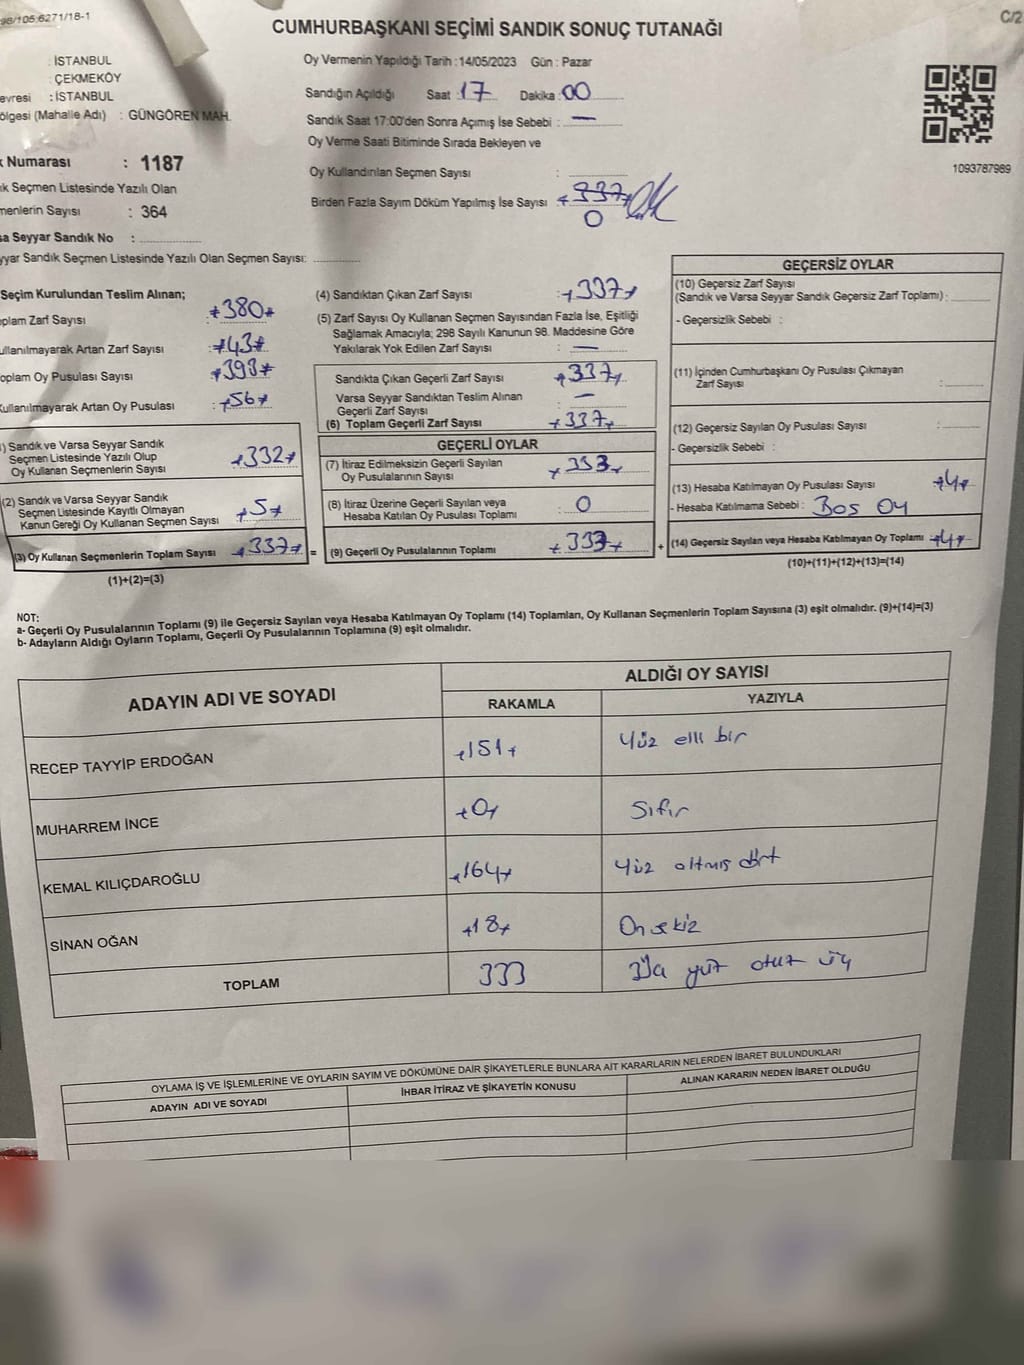 98/105.6271/18-1
C/2
CUMHURBAŞKANI SEÇİMİ SANDIK SONUÇ TUTANAĞI
: İSTANBUL
: ÇEKMEKÖY
evresi : İSTANBUL
ölgesi (Mahalle Adı) : GÜNGÖREN MAH.
k Numarası : 1187
ık Seçmen Listesinde Yazılı Olan
menlerin Sayısı : 364
sa Seyyar Sandık No :
yyar Sandık Seçmen Listesinde Yazılı Olan Seçmen Sayısı:
Oy Vermenin Yapıldığı Tarih : 14/05/2023 Gün : Pazar
Sandığın Açıldığı Saat : 17 Dakika : 00
Sandık Saat 17:00'den Sonra Açımış İse Sebebi : —
Oy Verme Saati Bitiminde Sırada Bekleyen ve
Oy Kullandırılan Seçmen Sayısı :
Birden Fazla Sayım Döküm Yapılmış İse Sayısı : 337
0
1093787989
Seçim Kurulundan Teslim Alınan;
plam Zarf Sayısı : 380
ullanılmayarak Artan Zarf Sayısı : 43
oplam Oy Pusulası Sayısı : 393
Kullanılmayarak Artan Oy Pusulası : 56
) Sandık ve Varsa Seyyar Sandık
Seçmen Listesinde Yazılı Olup
Oy Kullanan Seçmenlerin Sayısı 332
(2) Sandık ve Varsa Seyyar Sandık
Seçmen Listesinde Kayıtlı Olmayan
Kanun Gereği Oy Kullanan Seçmen Sayısı 5
(3) Oy Kullanan Seçmenlerin Toplam Sayısı 337 =
(1)+(2)=(3)
(4) Sandıktan Çıkan Zarf Sayısı : 337
(5) Zarf Sayısı Oy Kullanan Seçmen Sayısından Fazla İse, Eşitliği
Sağlamak Amacıyla; 298 Sayılı Kanunun 98. Maddesine Göre
Yakılarak Yok Edilen Zarf Sayısı : —
Sandıkta Çıkan Geçerli Zarf Sayısı 337
Varsa Seyyar Sandıktan Teslim Alınan
Geçerli Zarf Sayısı : —
(6) Toplam Geçerli Zarf Sayısı 337
GEÇERLİ OYLAR
(7) İtiraz Edilmeksizin Geçerli Sayılan
Oy Pusulalarının Sayısı 333
(8) İtiraz Üzerine Geçerli Sayılan veya
Hesaba Katılan Oy Pusulası Toplamı : 0
(9) Geçerli Oy Pusulalarının Toplamı 333 +
GEÇERSİZ OYLAR
(10) Geçersiz Zarf Sayısı
(Sandık ve Varsa Seyyar Sandık Geçersiz Zarf Toplamı) :
- Geçersizlik Sebebi :
(11) İçinden Cumhurbaşkanı Oy Pusulası Çıkmayan
Zarf Sayısı :
(12) Geçersiz Sayılan Oy Pusulası Sayısı :
- Geçersizlik Sebebi :
(13) Hesaba Katılmayan Oy Pusulası Sayısı 4
- Hesaba Katılmama Sebebi : Boş Oy
(14) Geçersiz Sayılan veya Hesaba Katılmayan Oy Toplamı 4
(10)+(11)+(12)+(13)=(14)
NOT:
a- Geçerli Oy Pusulalarının Toplamı (9) ile Geçersiz Sayılan veya Hesaba Katılmayan Oy Toplamı (14) Toplamları, Oy Kullanan Seçmenlerin Toplam Sayısına (3) eşit olmalıdır. (9)+(14)=(3)
b- Adayların Aldığı Oyların Toplamı, Geçerli Oy Pusulalarının Toplamına (9) eşit olmalıdır.
ADAYIN ADI VE SOYADI ALDIĞI OY SAYISI
RAKAMLA YAZIYLA
RECEP TAYYİP ERDOĞAN 151 Yüz elli bir
MUHARREM İNCE 0 Sıfır
KEMAL KILIÇDAROĞLU 164 Yüz altmış dört
SİNAN OĞAN 18 On sekiz
TOPLAM 333 yüz otuz üç
OYLAMA İŞ VE İŞLEMLERİNE VE OYLARIN SAYIM VE DÖKÜMÜNE DAİR ŞİKAYETLERLE BUNLARA AİT KARARLARIN NELERDEN İBARET BULUNDUKLARI
ADAYIN ADI VE SOYADI İHBAR İTİRAZ VE ŞİKAYETİN KONUSU ALINAN KARARIN NEDEN İBARET OLDUĞU